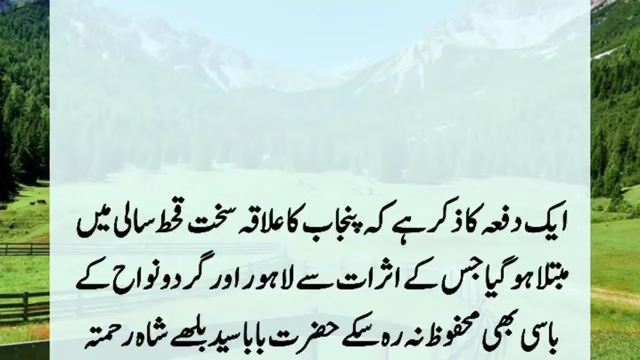 ایک دفعہ کا ذکر ہے کہ پنجاب کا علاقہ سخت قحط سالی میں
مبتلا ہو گیا جس کے اثرات سے لاہور اور گردونواح کے
باسی بھی محفوظ نہ رہ سکے حضرت بابا سید بلھے شاہ رحمتہ